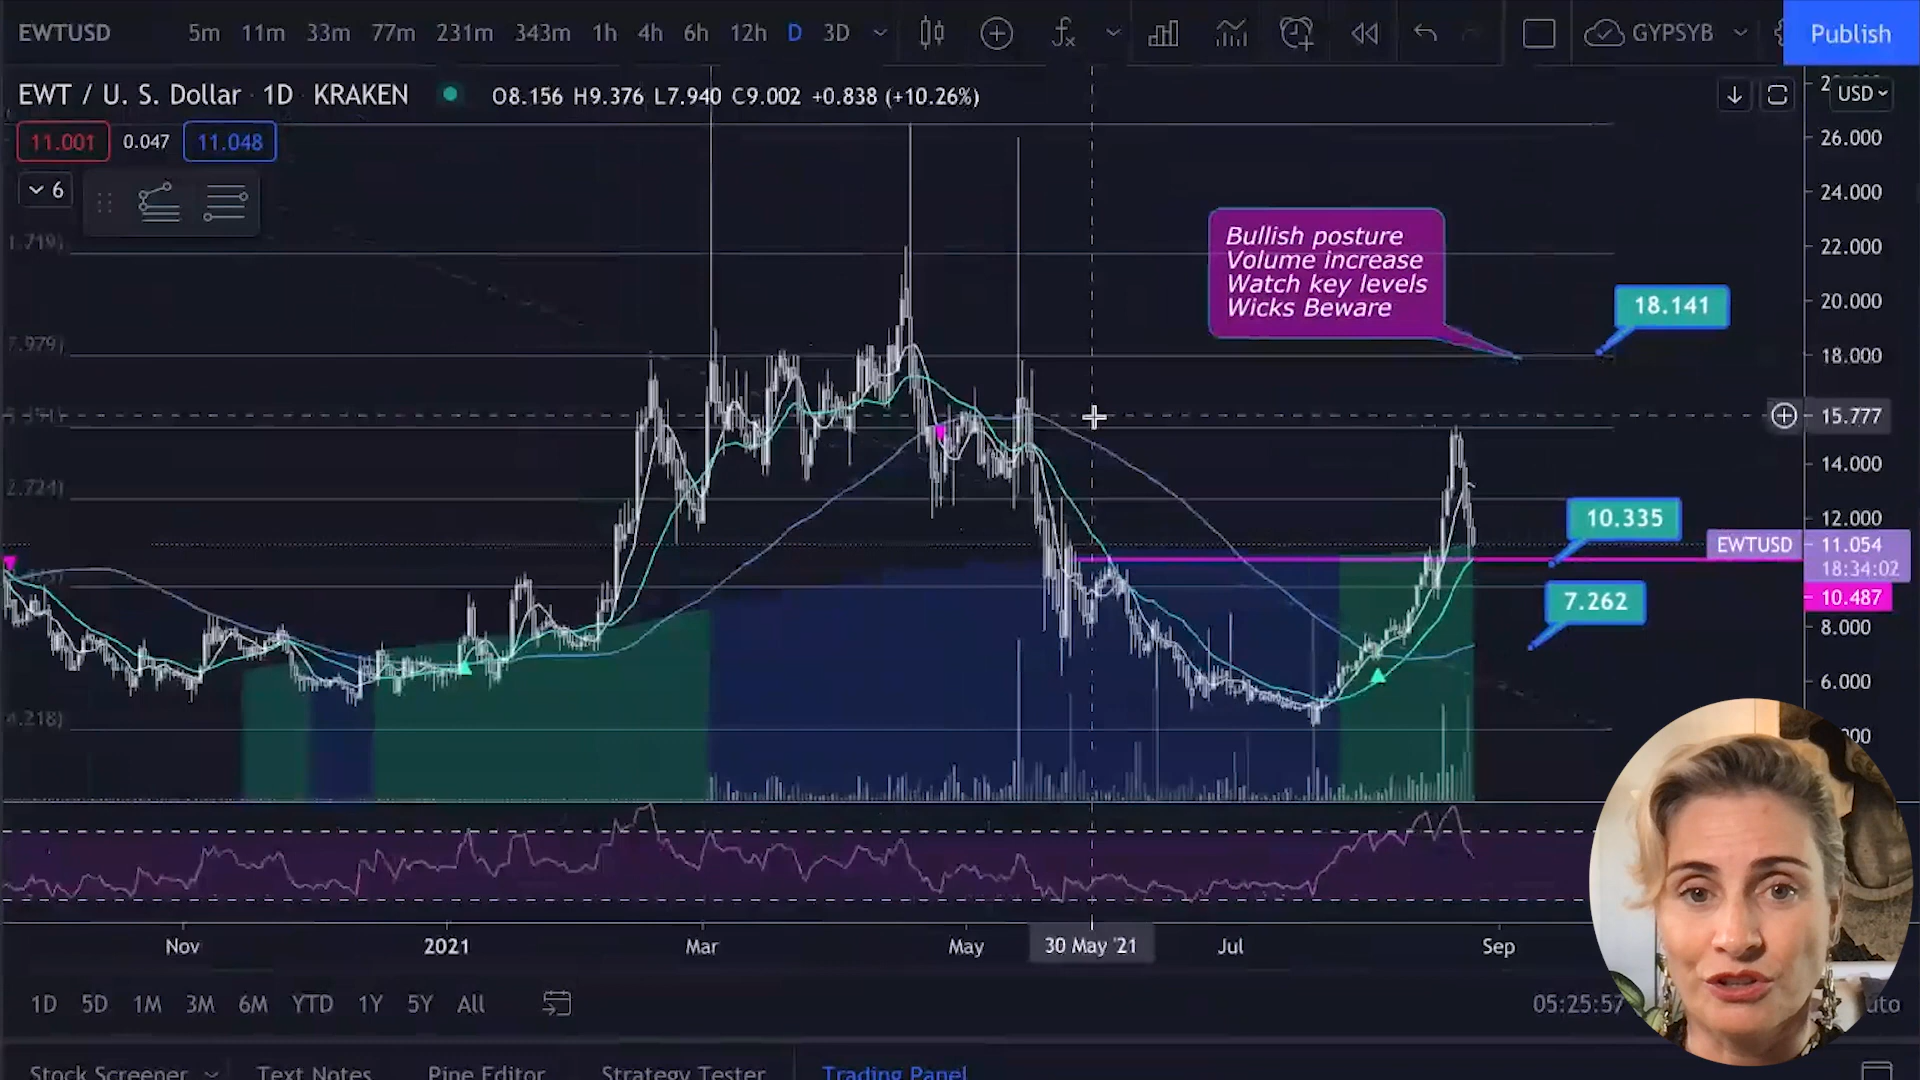 EWTUSD 5m 11m 33m 77m 231m 343m 1h 4h 6h 12h D 3D GYPSYB Publish
EWT / U. S. Dollar · 1D · KRAKEN O8.156 H9.376 L7.940 C9.002 +0.838 (+10.26%) USD
11.001 0.047 11.048
6
26.000
24.000
22.000
20.000
18.000
15.777
14.000
12.000
EWTUSD 11.054
18:34:02
10.487
8.000
6.000
Bullish posture
Volume increase
Watch key levels
Wicks Beware
18.141
10.335
7.262
Nov 2021 Mar May 30 May '21 Jul Sep
1D 5D 1M 3M 6M YTD 1Y 5Y All 05:25:57
Stock Screener Text Notes Pine Editor Strategy Tester Trading Panel